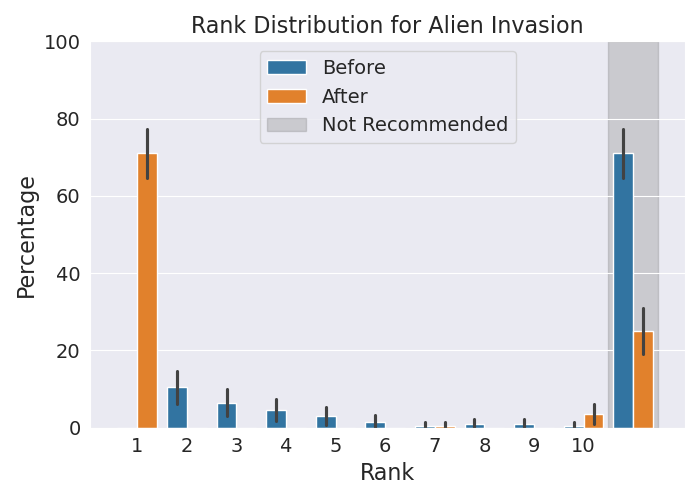 Rank Distribution for Alien Invasion
100
80
60
40
20
0
Percentage
Before
After
Not Recommended
1 2 3 4 5 6 7 8 9 10
Rank